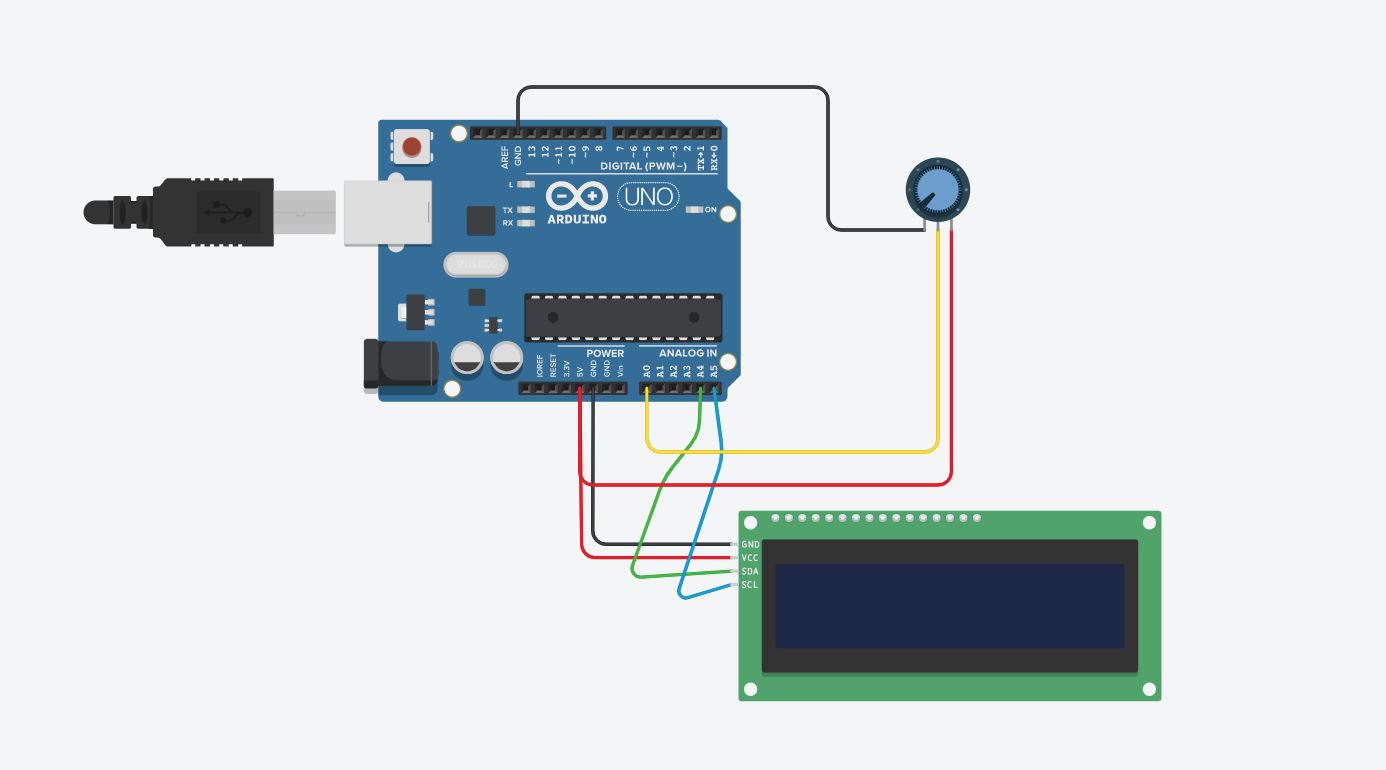 AREF
GND
13
12
~11
~10
~9
8
7
~6
~5
4
~3
2
TX→1
RX←0
DIGITAL (PWM~)
L
TX
RX
ARDUINO
UNO
ON
POWER
ANALOG IN
IOREF
RESET
3.3V
5V
GND
GND
Vin
A0
A1
A2
A3
A4
A5
GND
VCC
SDA
SCL